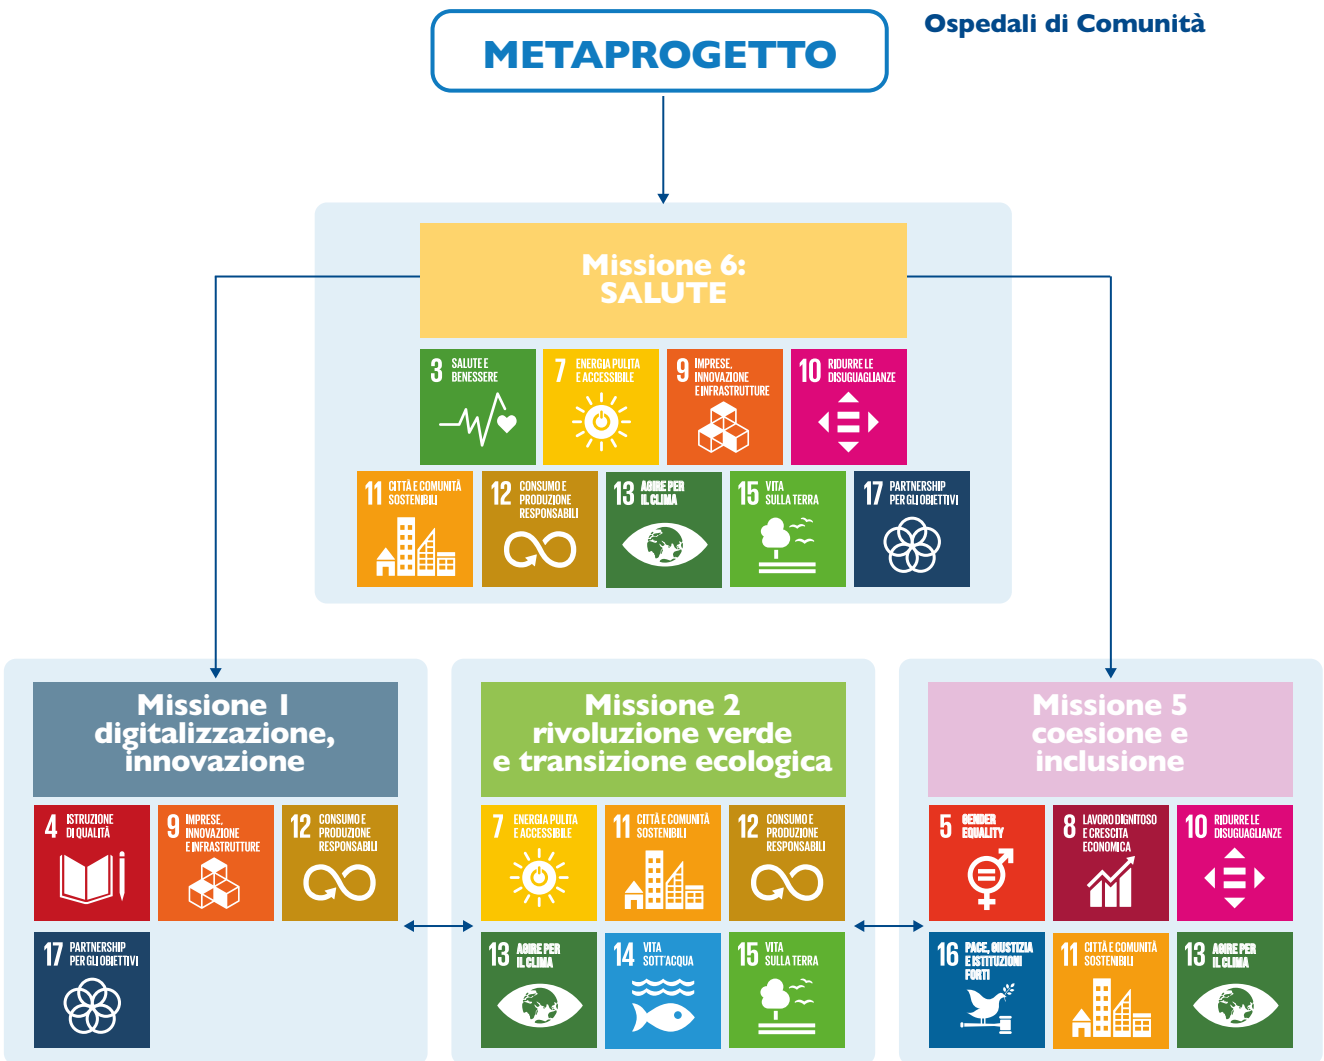 Ospedali di Comunità
METAPROGETTO
Missione 6:
SALUTE
3 SALUTE E
BENESSERE
7 ENERGIA PULITA
E ACCESSIBILE
9 IMPRESE,
INNOVAZIONE
E INFRASTRUTTURE
10 RIDURRE LE
DISUGUAGLIANZE
11 CITTÀ E COMUNITÀ
SOSTENIBILI
12 CONSUMO E
PRODUZIONE
RESPONSABILI
13 AGIRE PER
IL CLIMA
15 VITA
SULLA TERRA
17 PARTNERSHIP
PER GLI OBIETTIVI
Missione 1
digitalizzazione,
innovazione
4 ISTRUZIONE
DI QUALITÀ
9 IMPRESE,
INNOVAZIONE
E INFRASTRUTTURE
12 CONSUMO E
PRODUZIONE
RESPONSABILI
17 PARTNERSHIP
PER GLI OBIETTIVI
Missione 2
rivoluzione verde
e transizione ecologica
7 ENERGIA PULITA
E ACCESSIBILE
11 CITTÀ E COMUNITÀ
SOSTENIBILI
12 CONSUMO E
PRODUZIONE
RESPONSABILI
13 AGIRE PER
IL CLIMA
14 VITA
SOTT'ACQUA
15 VITA
SULLA TERRA
Missione 5
coesione e
inclusione
5 GENDER
EQUALITY
8 LAVORO DIGNITOSO
E CRESCITA
ECONOMICA
10 RIDURRE LE
DISUGUAGLIANZE
16 PACE, GIUSTIZIA
E ISTITUZIONI
FORTI
11 CITTÀ E COMUNITÀ
SOSTENIBILI
13 AGIRE PER
IL CLIMA